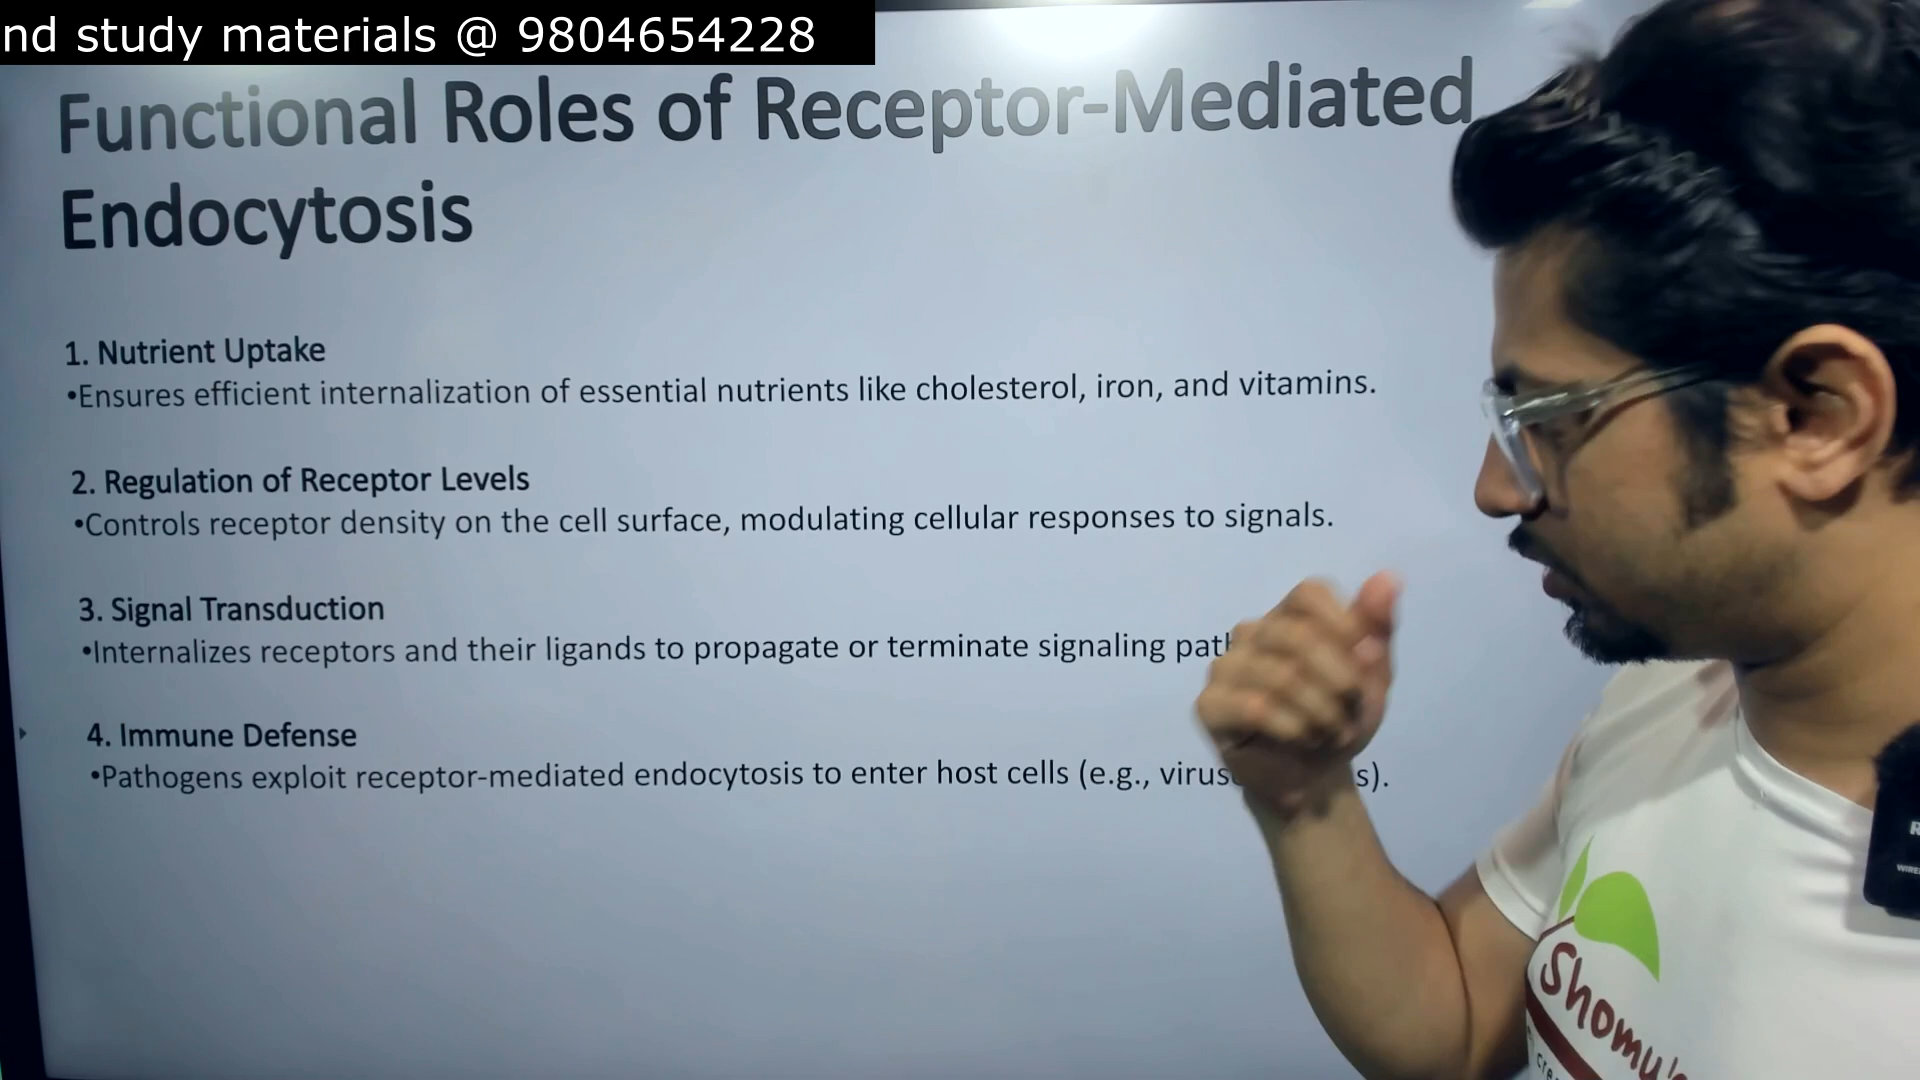 nd study materials @ 9804654228
Functional Roles of Receptor-Mediated
Endocytosis
1. Nutrient Uptake
•Ensures efficient internalization of essential nutrients like cholesterol, iron, and vitamins.
2. Regulation of Receptor Levels
•Controls receptor density on the cell surface, modulating cellular responses to signals.
3. Signal Transduction
•Internalizes receptors and their ligands to propagate or terminate signaling
4. Immune Defense
•Pathogens exploit receptor-mediated endocytosis to enter host cells (e.g.,
Shomu's